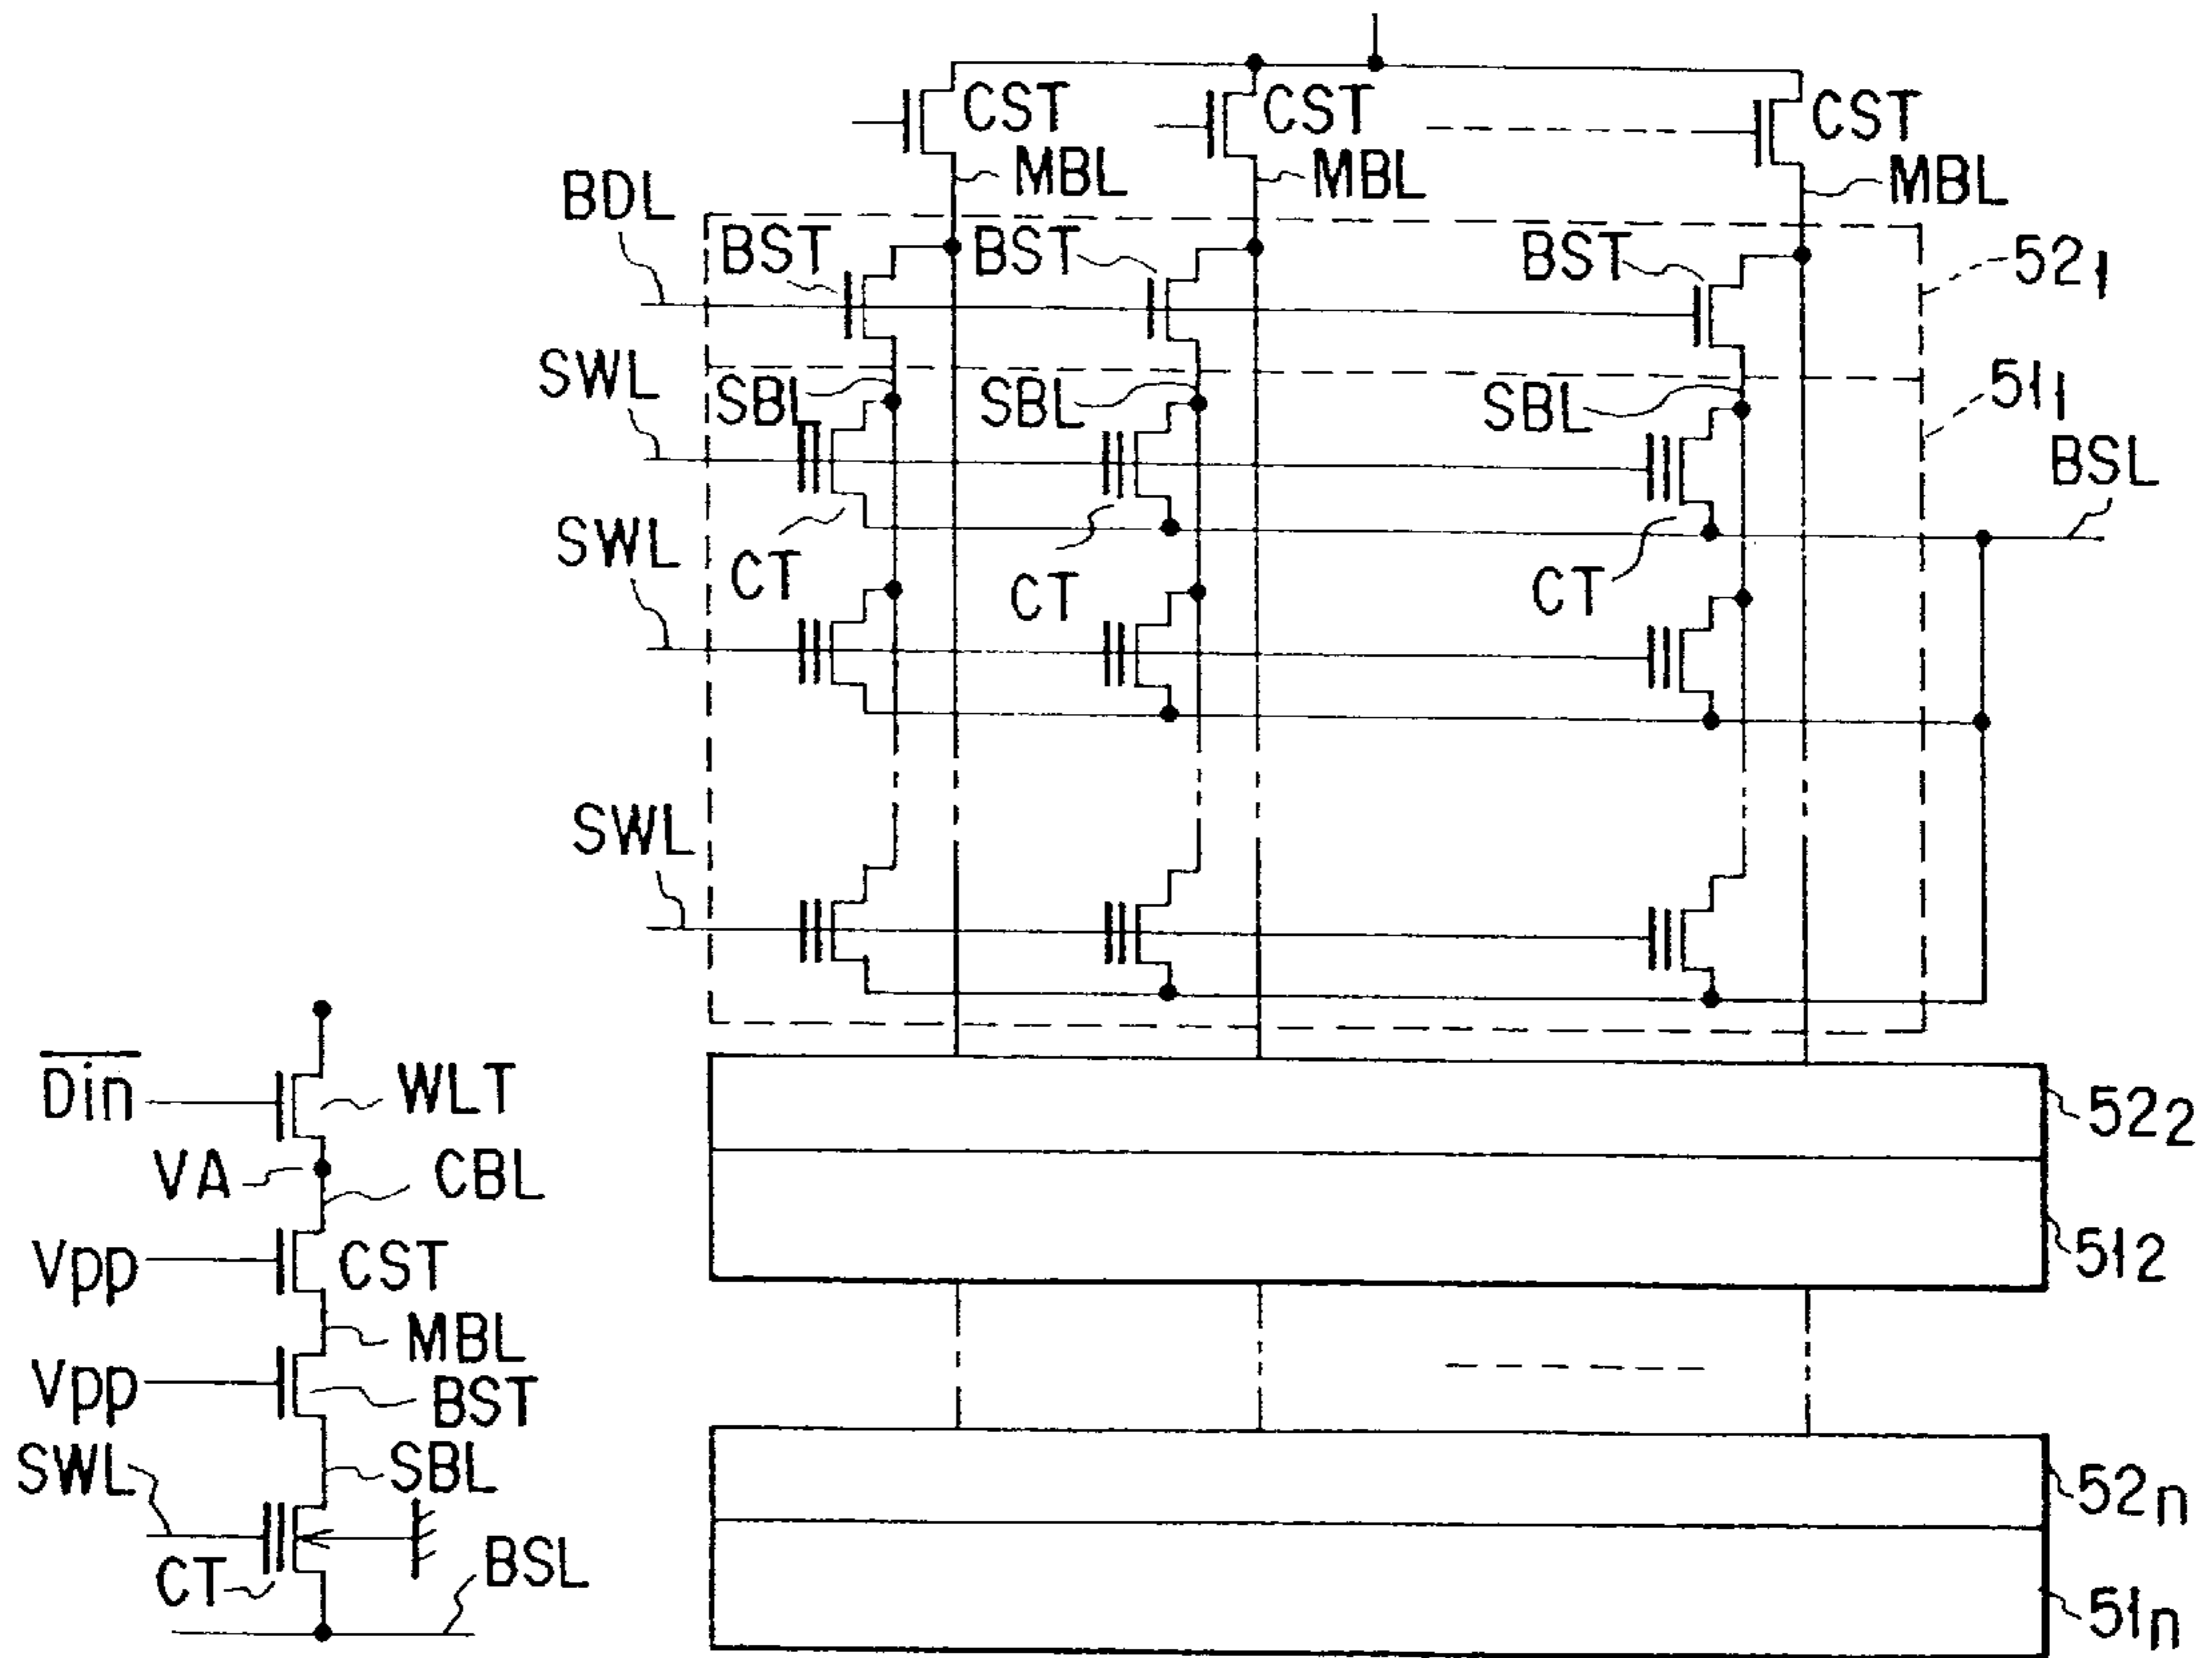 CST CST CST
MBL MBL MBL
BDL
BST BST BST
52₁
SWL
SBL SBL SBL
51₁
BSL
SWL
CT CT CT
SWL
D̅i̅n̅ WLT
52₂
VA CBL
Vpp CST
51₂
MBL
Vpp BST
SWL SBL
52n
CT BSL
51n